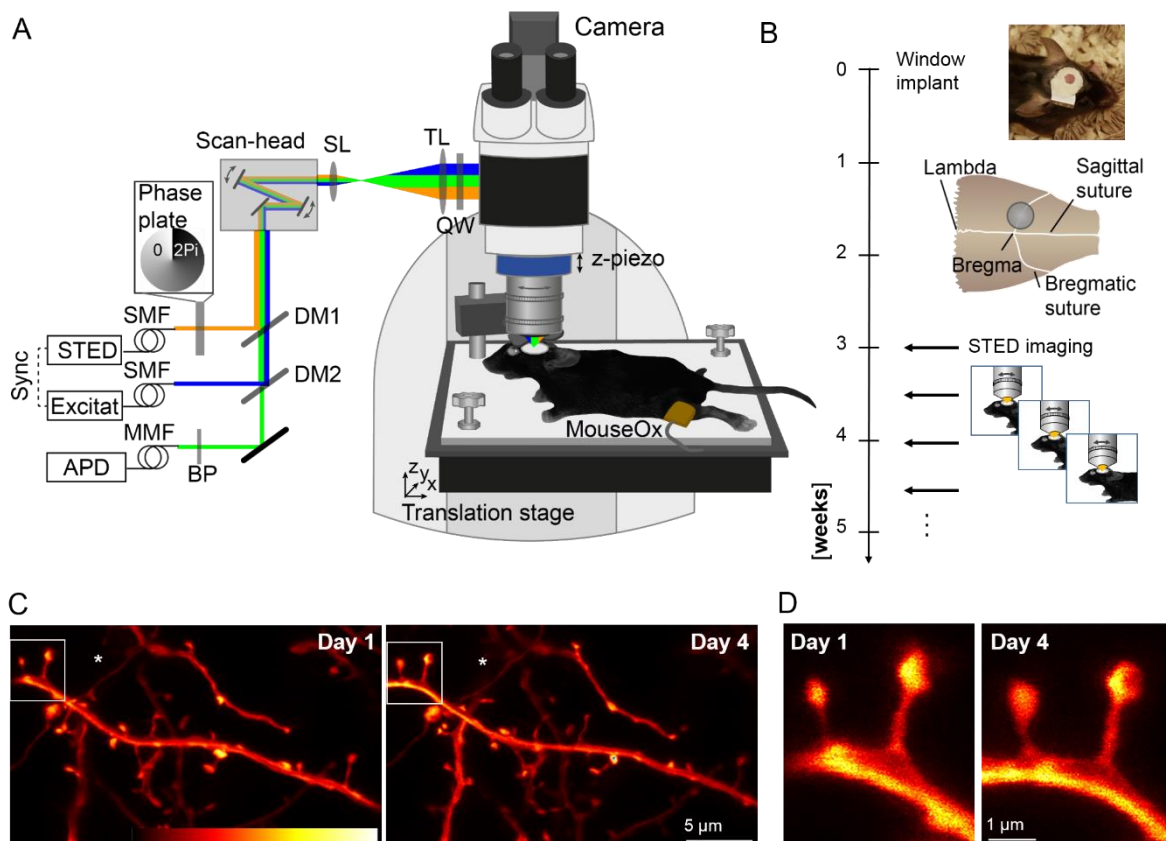 A
Camera
Scan-head
SL
TL
QW
Phase
plate
0
2Pi
z-piezo
SMF
DM1
STED
Sync
SMF
DM2
Excitat
MMF
APD
BP
MouseOx
z
y
x
Translation stage
B
0
Window
implant
1
Lambda
Sagittal
suture
2
Bregma
Bregmatic
suture
3
STED imaging
4
[weeks]
5
C
Day 1
*
Day 4
*
5 µm
D
Day 1
Day 4
1 µm